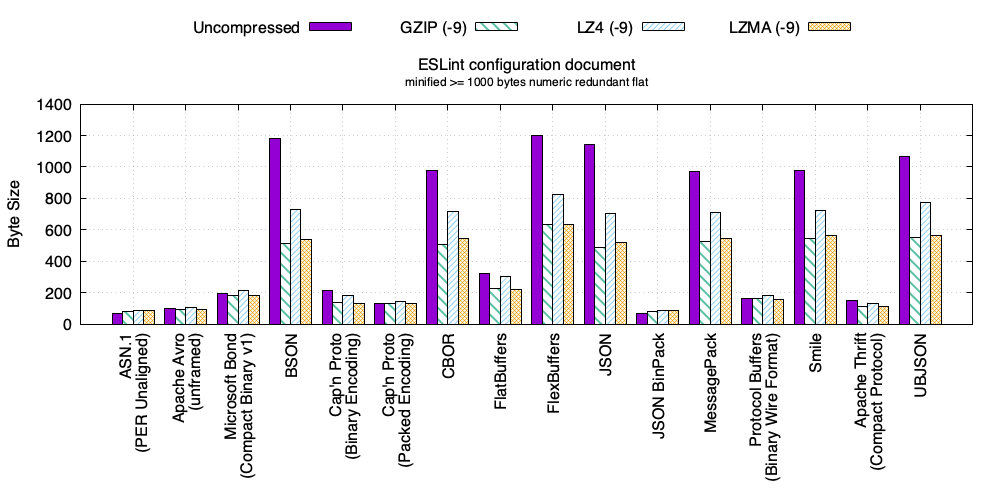 Uncompressed GZIP (-9) LZ4 (-9) LZMA (-9)
ESLint configuration document
minified >= 1000 bytes numeric redundant flat
Byte Size
1400
1200
1000
800
600
400
200
0
ASN.1
(PER Unaligned)
Apache Avro
(unframed)
Microsoft Bond
(Compact Binary v1)
BSON
Cap'n Proto
(Binary Encoding)
Cap'n Proto
(Packed Encoding)
CBOR
FlatBuffers
FlexBuffers
JSON
JSON BinPack
MessagePack
Protocol Buffers
(Binary Wire Format)
Smile
Apache Thrift
(Compact Protocol)
UBJSON